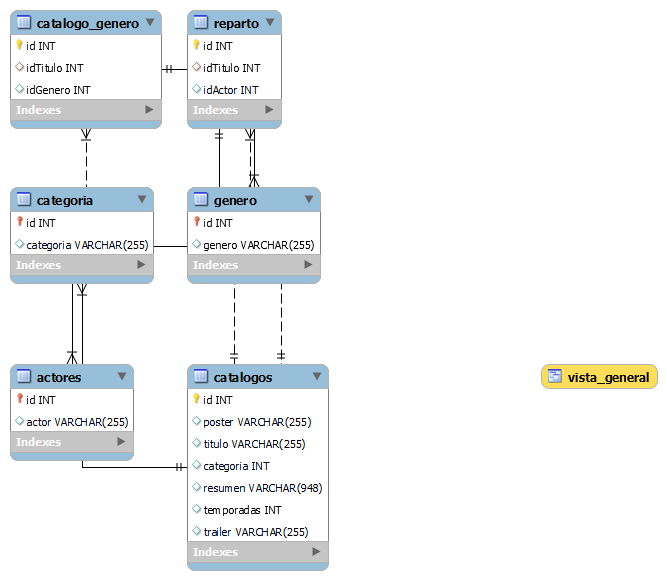 catalogo_genero
id INT
idTitulo INT
idGenero INT
Indexes
reparto
id INT
idTitulo INT
idActor INT
Indexes
categoria
id INT
categoria VARCHAR(255)
Indexes
genero
id INT
genero VARCHAR(255)
Indexes
actores
id INT
actor VARCHAR(255)
Indexes
catalogos
id INT
poster VARCHAR(255)
titulo VARCHAR(255)
categoria INT
resumen VARCHAR(948)
temporadas INT
trailer VARCHAR(255)
Indexes
vista_general